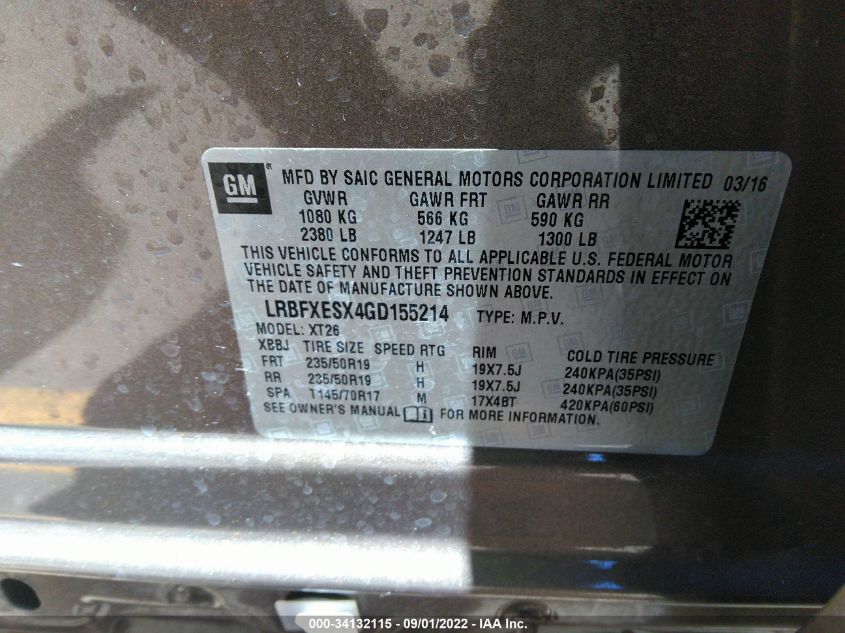 GM ® MFD BY SAIC GENERAL MOTORS CORPORATION LIMITED 03/16
GVWR GAWR FRT GAWR RR
1080 KG 566 KG 590 KG
2380 LB 1247 LB 1300 LB
THIS VEHICLE CONFORMS TO ALL APPLICABLE U.S. FEDERAL MOTOR
VEHICLE SAFETY AND THEFT PREVENTION STANDARDS IN EFFECT ON
THE DATE OF MANUFACTURE SHOWN ABOVE.
LRBFXESX4GD155214 TYPE: M.P.V.
MODEL: XT26
XBBJ TIRE SIZE SPEED RTG RIM COLD TIRE PRESSURE
FRT 235/50R19 H 19X7.5J 240KPA(35PSI)
RR 235/50R19 H 19X7.5J 240KPA(35PSI)
SPA T145/70R17 M 17X4BT 420KPA(60PSI)
SEE OWNER'S MANUAL FOR MORE INFORMATION.
000-34132115 - 09/01/2022 - IAA Inc.